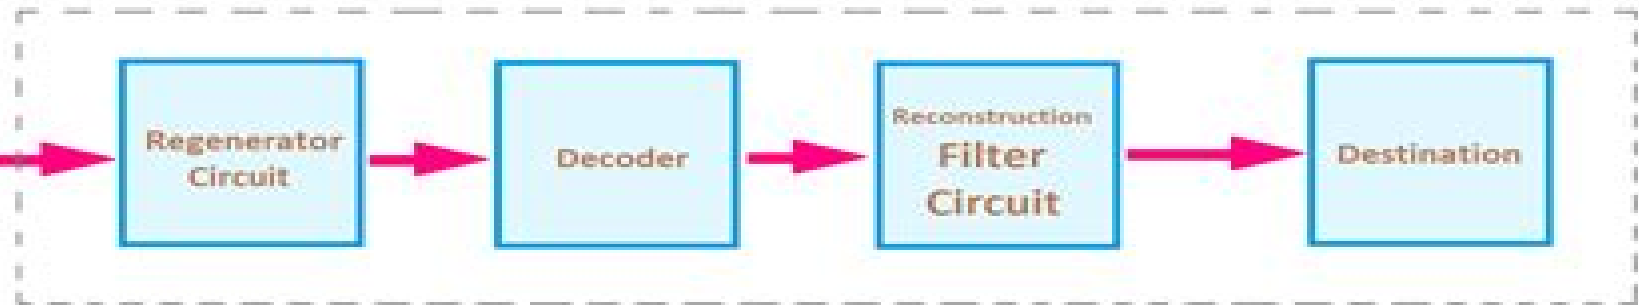 Regenerator
Circuit
Decoder
Reconstruction
Filter
Circuit
Destination